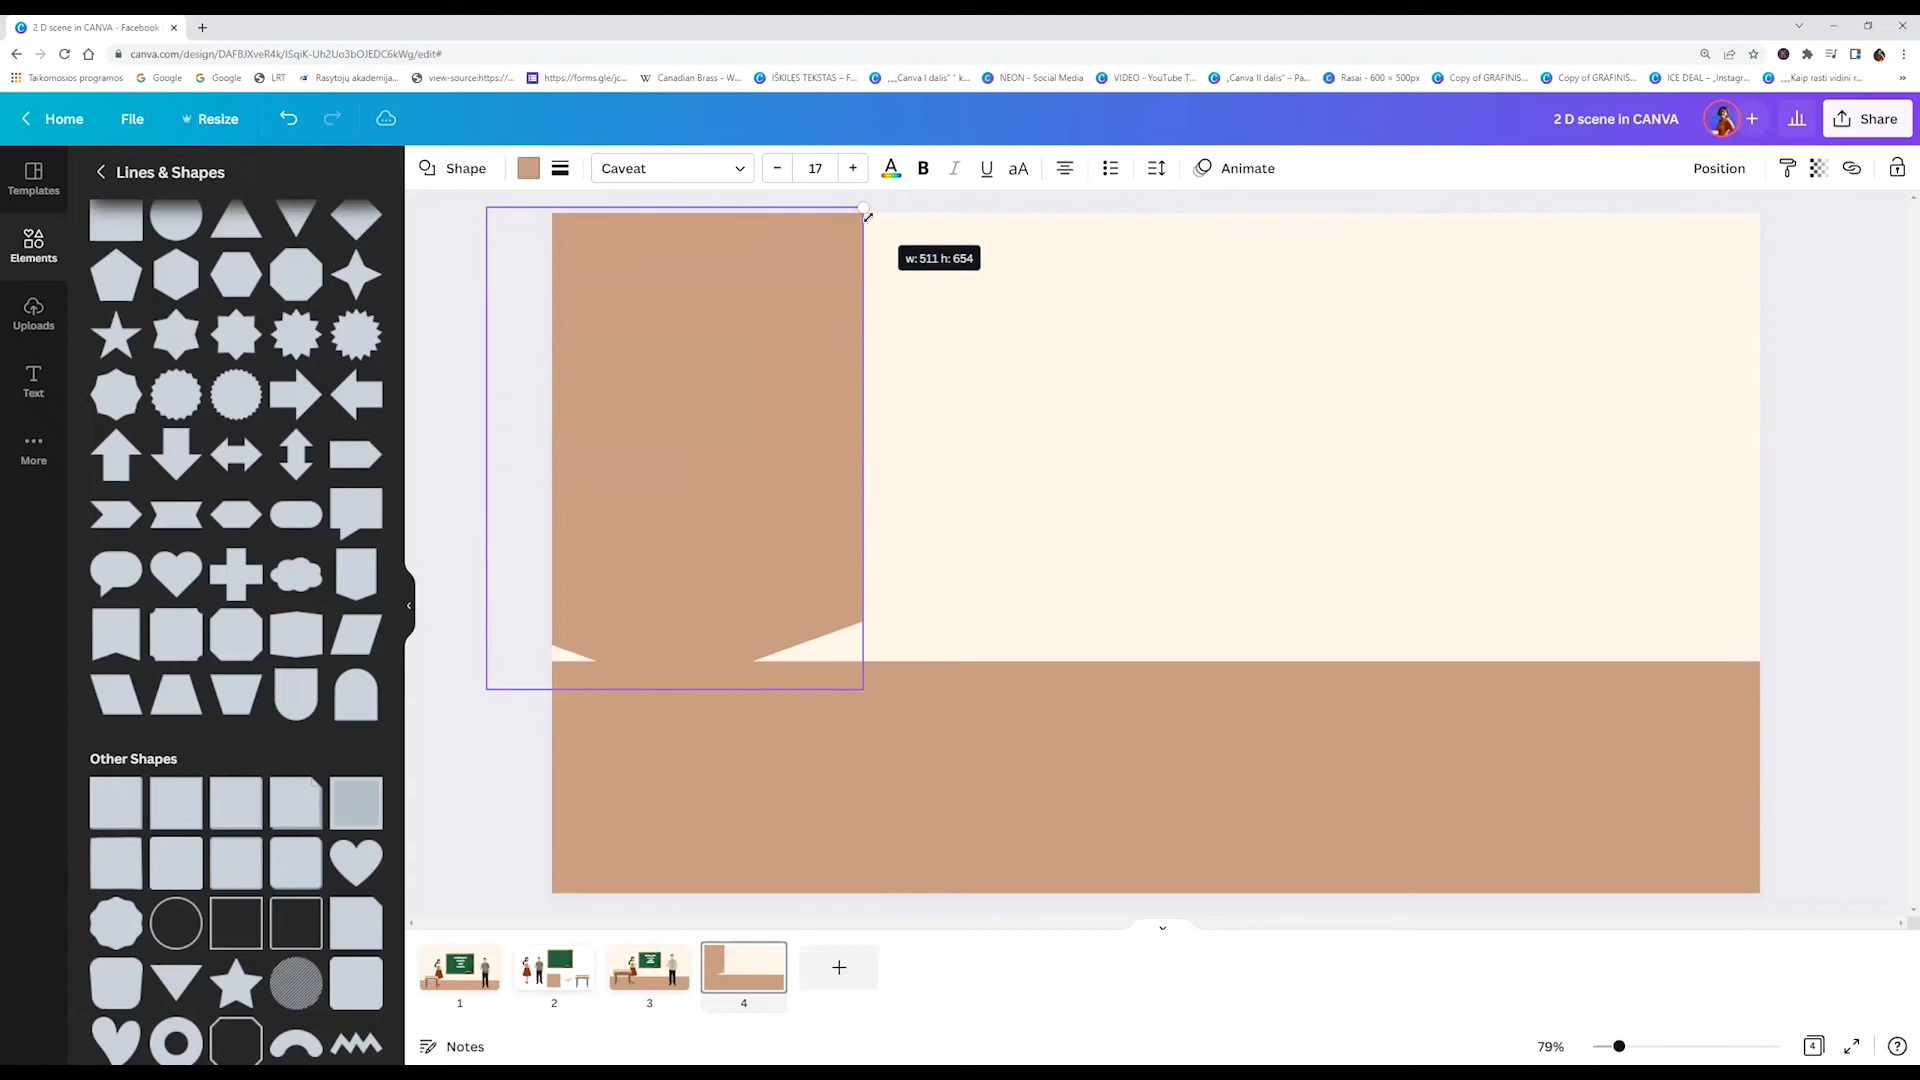 2 D scene in CANVA - Facebook
canva.com/design/DAFBJXveR4k/ISqiK-Uh2Uo3bOJEDC6kWg/edit#
Taikomosios programos
Google
Google
LRT
Rasytojų akademija...
view-source:https://...
https://forms.gle/jc...
Canadian Brass - W...
IŠKILĘS TEKSTAS – F...
„„Canva I dalis“ “ k...
NEON - Social Media
VIDEO - YouTube T...
„Canva II dalis“ – Pa...
Rasai - 600 × 500px
Copy of GRAFINIS...
Copy of GRAFINIS...
ICE DEAL – „Instagr...
„„Kaip rasti vidini r...
Home
File
Resize
2 D scene in CANVA
Share
Templates
Elements
Uploads
Text
More
Lines & Shapes
Other Shapes
Shape
Caveat
17
A
B
I
U
aA
Animate
Position
w: 511 h: 654
1
2
3
4
Notes
79%
4